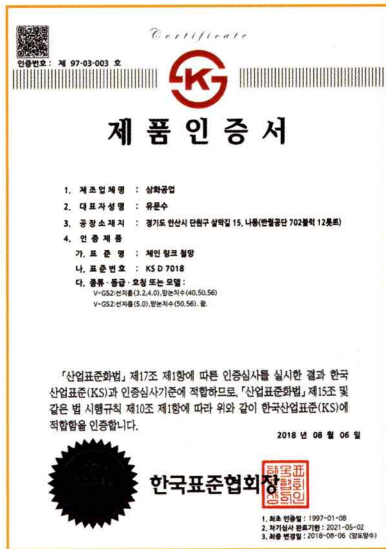 Certificate
인증번호 : 제 97-03-003 호
KS
제품인증서
1. 제조업체명 : 삼화공업
2. 대표자성명 : 유문수
3. 공장소재지 : 경기도 안산시 단원구 살막길 15, 나동(반월공단 702블럭 12롯트)
4. 인증제품
가. 표준명 : 체인 링크 철망
나. 표준번호 : KS D 7018
다. 종류·등급·호칭 또는 모델 :
V-GS2:선지름(3.2,4.0),망눈치수(40,50,56)
V-GS2:선지름(5.0),망눈치수(50,56). 끝.
「산업표준화법」 제17조 제1항에 따른 인증심사를 실시한 결과 한국
산업표준(KS)과 인증심사기준에 적합하므로, 「산업표준화법」 제15조 및
같은 법 시행규칙 제10조 제1항에 따라 위와 같이 한국산업표준(KS)에
적합함을 인증합니다.
2018 년 08 월 06 일
한국표준협회장
1. 최초 인증일 : 1997-01-08
2. 차기심사 완료기한 : 2021-05-02
3. 최종 변경일 : 2018-08-06 (양도양수)